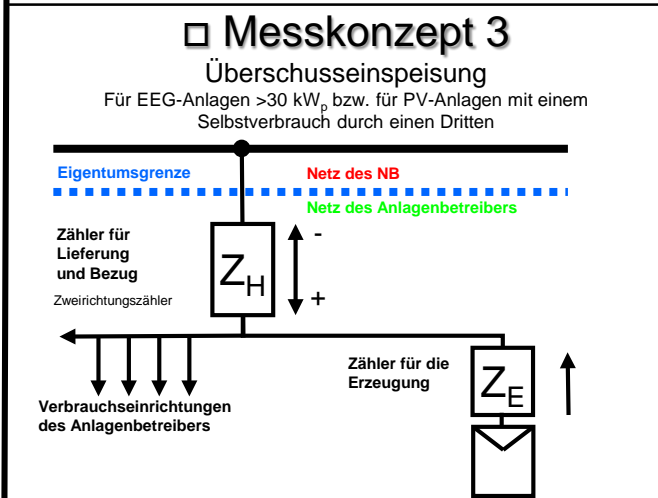 □ Messkonzept 3
Überschusseinspeisung
Für EEG-Anlagen >30 kWp bzw. für PV-Anlagen mit einem
Selbstverbrauch durch einen Dritten
Eigentumsgrenze
Netz des NB
Netz des Anlagenbetreibers
Zähler für
Lieferung
und Bezug
Zweirichtungszähler
ZH
-
+
Zähler für die
Erzeugung
ZE
Verbrauchseinrichtungen
des Anlagenbetreibers